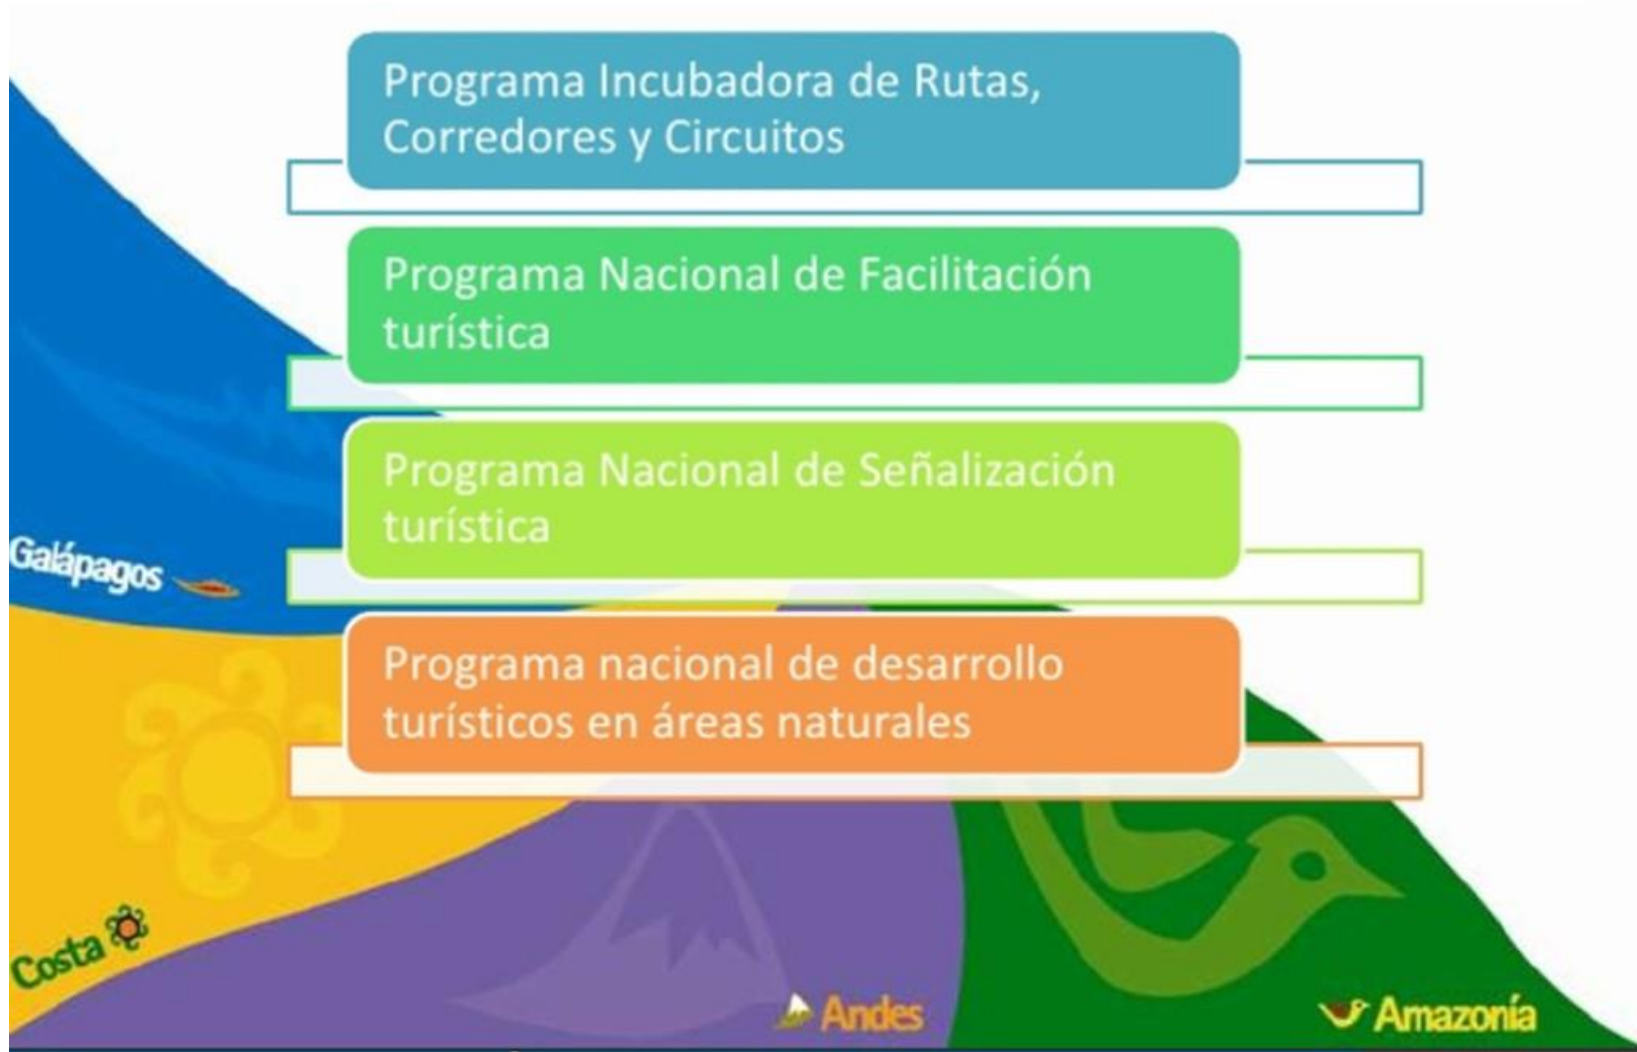 Programa Incubadora de Rutas,
Corredores y Circuitos
Programa Nacional de Facilitación
turística
Programa Nacional de Señalización
turística
Programa nacional de desarrollo
turísticos en áreas naturales
Galápagos
Costa
Andes
Amazonía